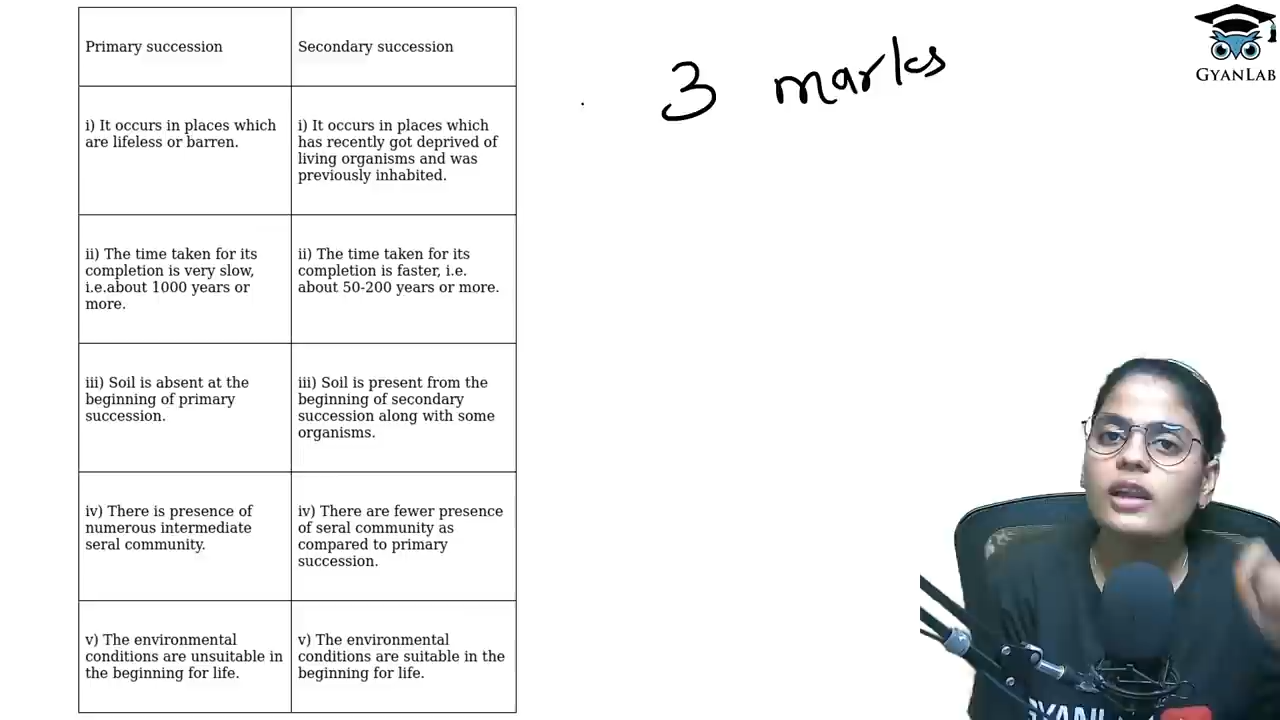 Primary succession
Secondary succession
i) It occurs in places which
are lifeless or barren.
i) It occurs in places which
has recently got deprived of
living organisms and was
previously inhabited.
ii) The time taken for its
completion is very slow,
i.e.about 1000 years or
more.
ii) The time taken for its
completion is faster, i.e.
about 50-200 years or more.
iii) Soil is absent at the
beginning of primary
succession.
iii) Soil is present from the
beginning of secondary
succession along with some
organisms.
iv) There is presence of
numerous intermediate
seral community.
iv) There are fewer presence
of seral community as
compared to primary
succession.
v) The environmental
conditions are unsuitable in
the beginning for life.
v) The environmental
conditions are suitable in the
beginning for life.
3 marks
GYANLAB